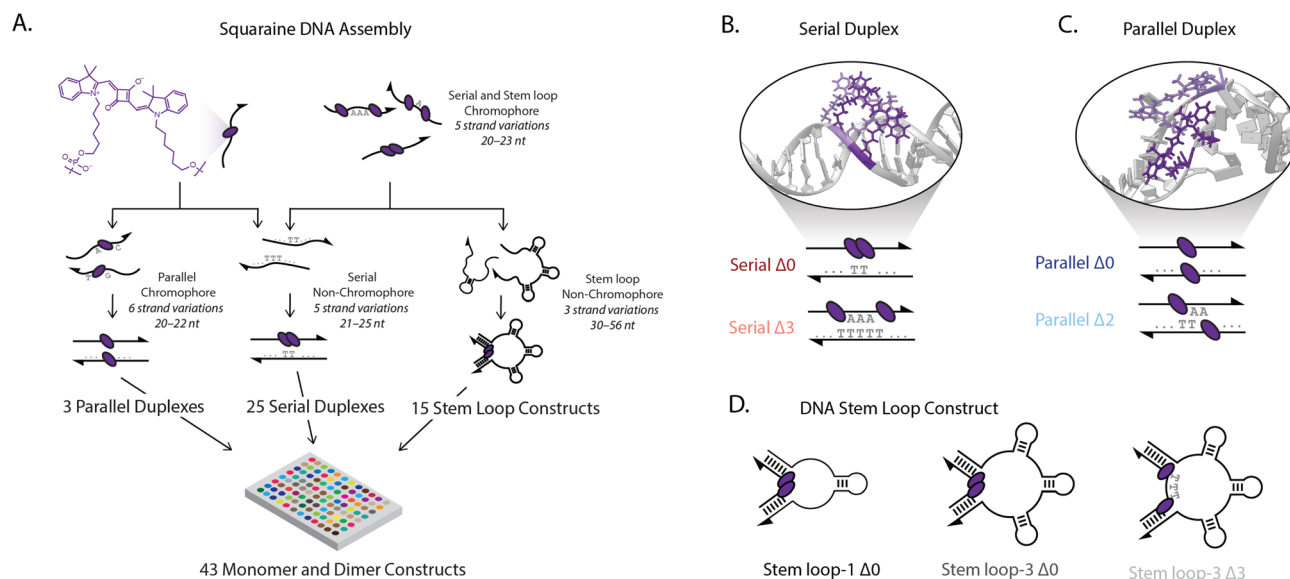 A.
Squaraine DNA Assembly
N+
O-
O
N
O
O-P-O-
O
AAA
A
Serial and Stem loop
Chromophore
5 strand variations
20–23 nt
A C
T G
Parallel
Chromophore
6 strand variations
20–22 nt
...TT...
...TTT...
Serial
Non-Chromophore
5 strand variations
21–25 nt
Stem loop
Non-Chromophore
3 strand variations
30–56 nt
... TT ...
3 Parallel Duplexes
25 Serial Duplexes
15 Stem Loop Constructs
43 Monomer and Dimer Constructs
B.
Serial Duplex
Serial Δ0
... TT ...
Serial Δ3
AAA
... TTTTT ...
C.
Parallel Duplex
Parallel Δ0
... ...
Parallel Δ2
AA
... TT ...
D.
DNA Stem Loop Construct
TTT
Stem loop-1 Δ0
Stem loop-3 Δ0
Stem loop-3 Δ3